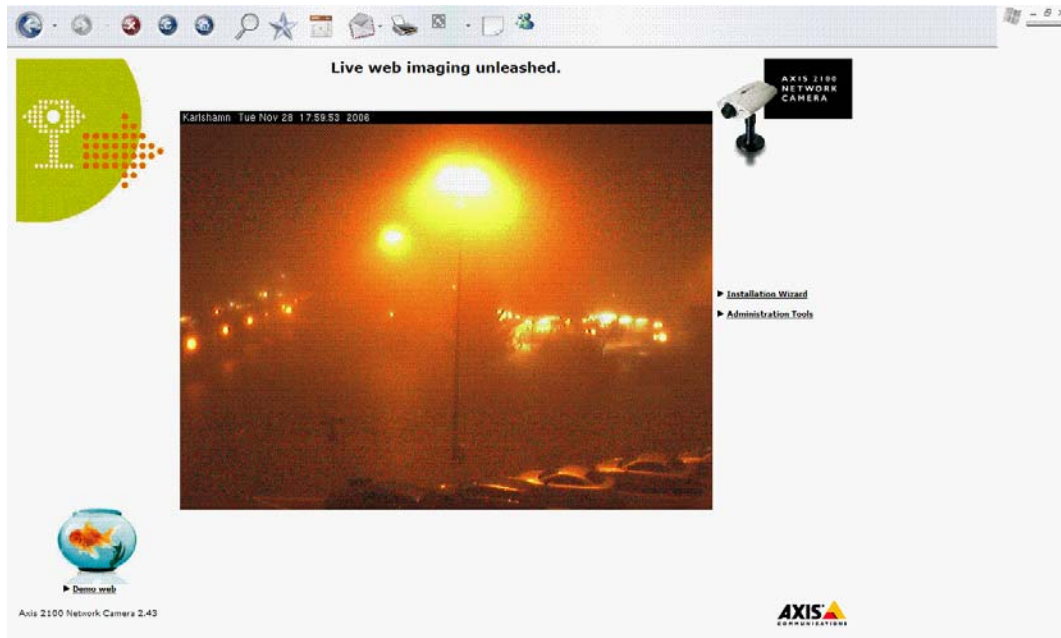 Live web imaging unleashed.
AXIS 2100
NETWORK
CAMERA
Karlshamn Tue Nov 28 17.59.53 2006
Installation Wizard
Administration Tools
Demo web
Axis 2100 Network Camera 2.43
AXIS
COMMUNICATIONS